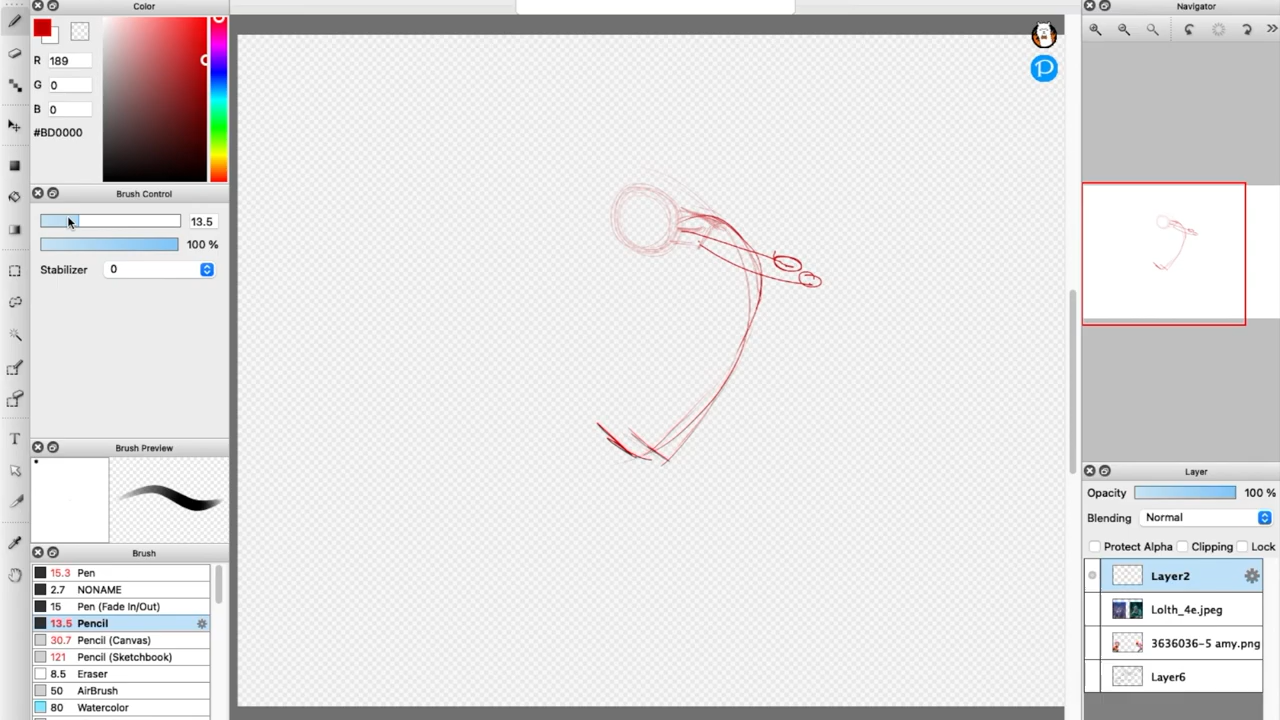 Color
Navigator
R 189
G 0
B 0
#BD0000
Brush Control
13.5
100 %
Stabilizer 0
Brush Preview
Brush
15.3 Pen
2.7 NONAME
15 Pen (Fade In/Out)
13.5 Pencil
30.7 Pencil (Canvas)
121 Pencil (Sketchbook)
8.5 Eraser
50 AirBrush
80 Watercolor
T
P
Layer
Opacity 100 %
Blending Normal
Protect Alpha Clipping Lock
Layer2
Lolth_4e.jpeg
3636036-5 amy.png
Layer6